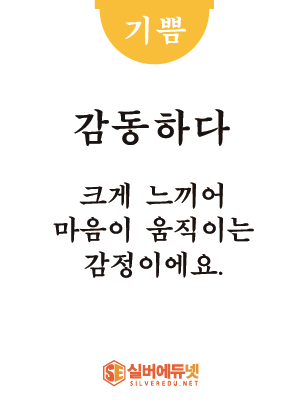 기쁨
감동하다
크게 느끼어
마음이 움직이는
감정이에요.
SE 실버에듀넷
SILVEREDU.NET